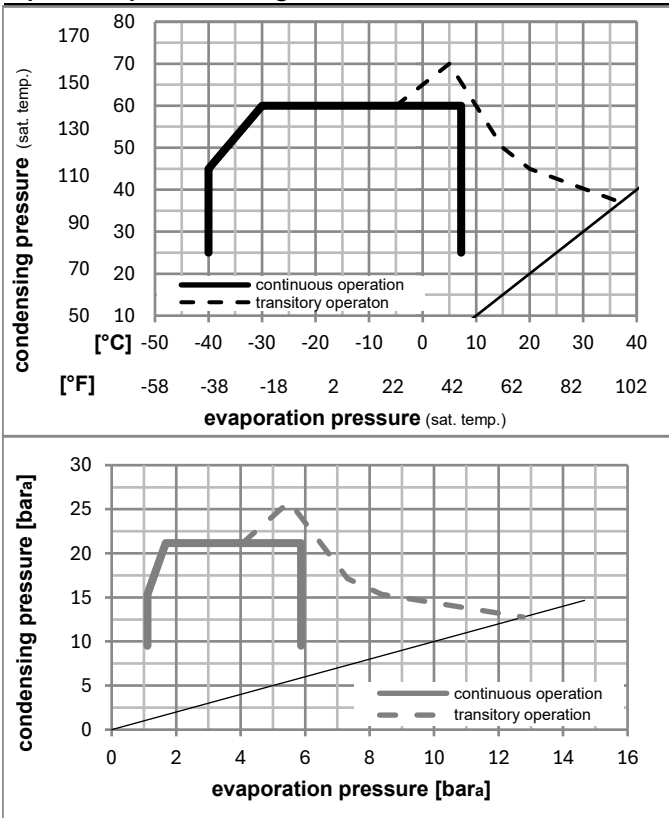 80
170
70
150
60
130
50
110
40
90
30
70
20
50
10
condensing pressure (sat. temp.)
continuous operation
transitory operaton
[°C] -50 -40 -30 -20 -10 0 10 20 30 40
[°F] -58 -38 -18 2 22 42 62 82 102
evaporation pressure (sat. temp.)
30
25
20
15
10
5
0
condensing pressure [bara]
continuous operation
transitory operation
0 2 4 6 8 10 12 14 16
evaporation pressure [bara]